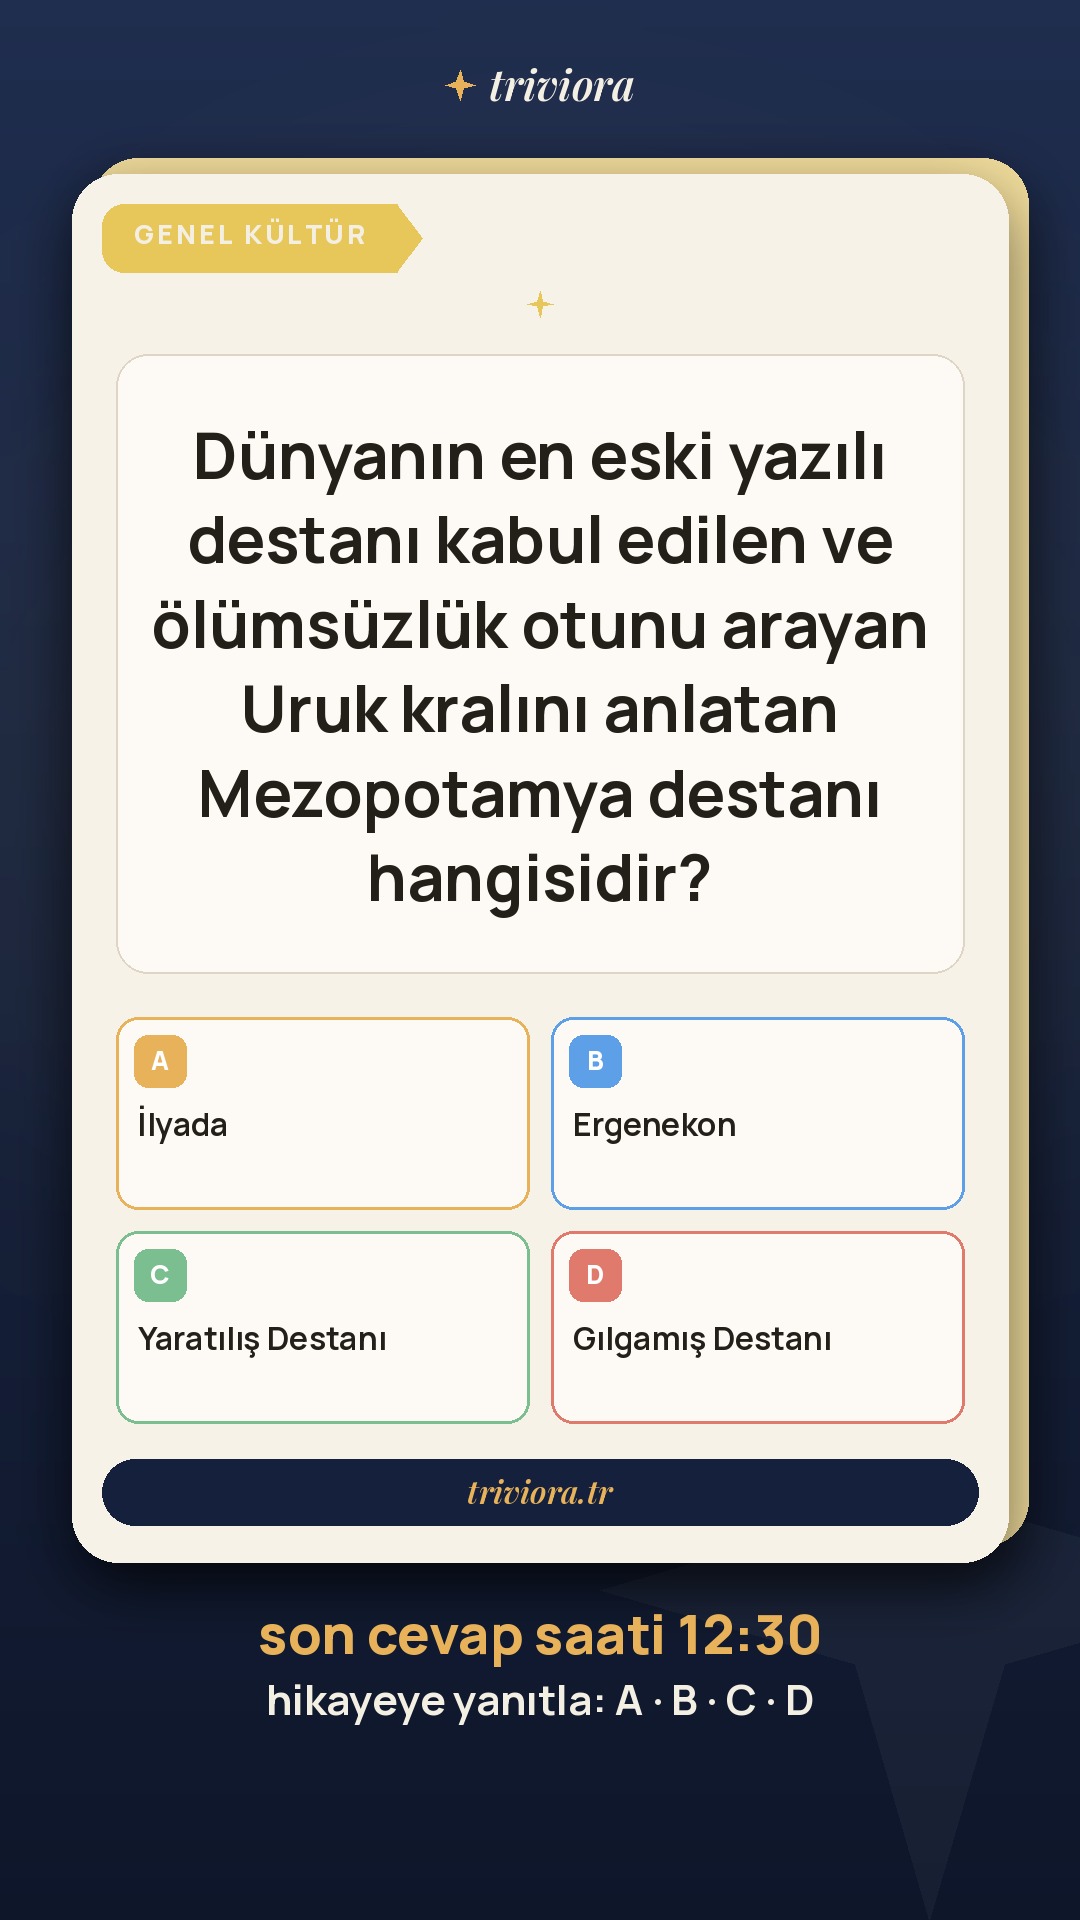 triviora
GENEL KÜLTÜR
Dünyanın en eski yazılı
destanı kabul edilen ve
ölümsüzlük otunu arayan
Uruk kralını anlatan
Mezopotamya destanı
hangisidir?
A
İlyada
B
Ergenekon
C
Yaratılış Destanı
D
Gılgamış Destanı
triviora.tr
son cevap saati 12:30
hikayeye yanıtla: A · B · C · D